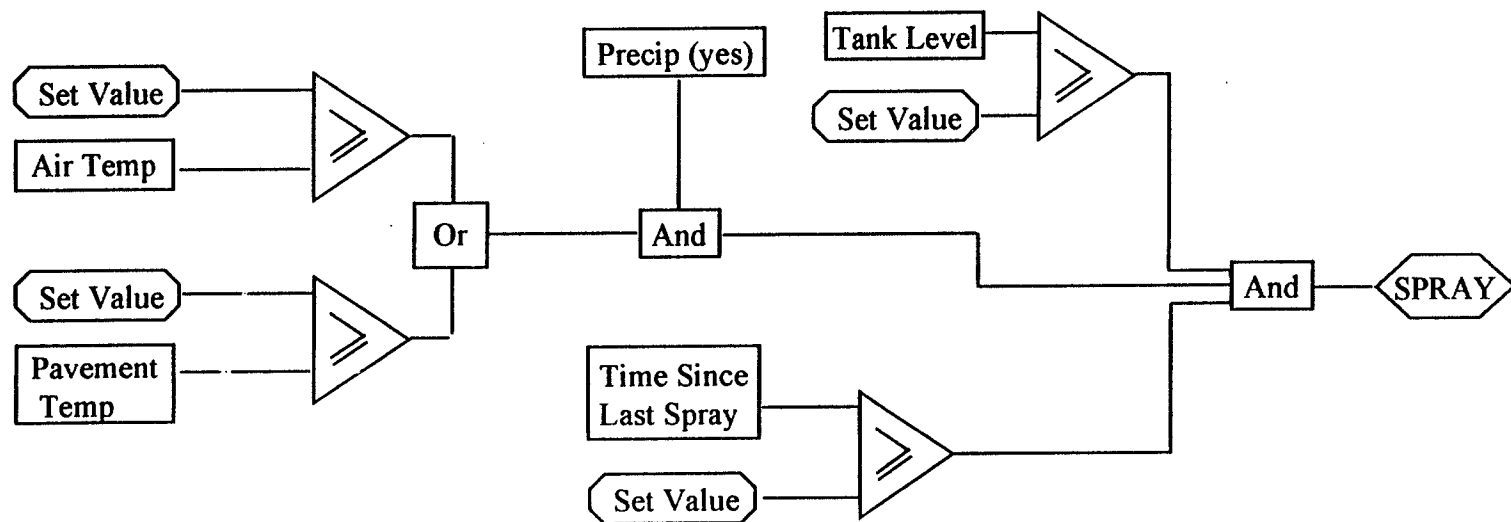 Set Value
Air Temp
Set Value
Pavement
Temp
≥
≥
Or
Precip (yes)
And
Tank Level
Set Value
≥
Time Since
Last Spray
Set Value
≥
And
SPRAY